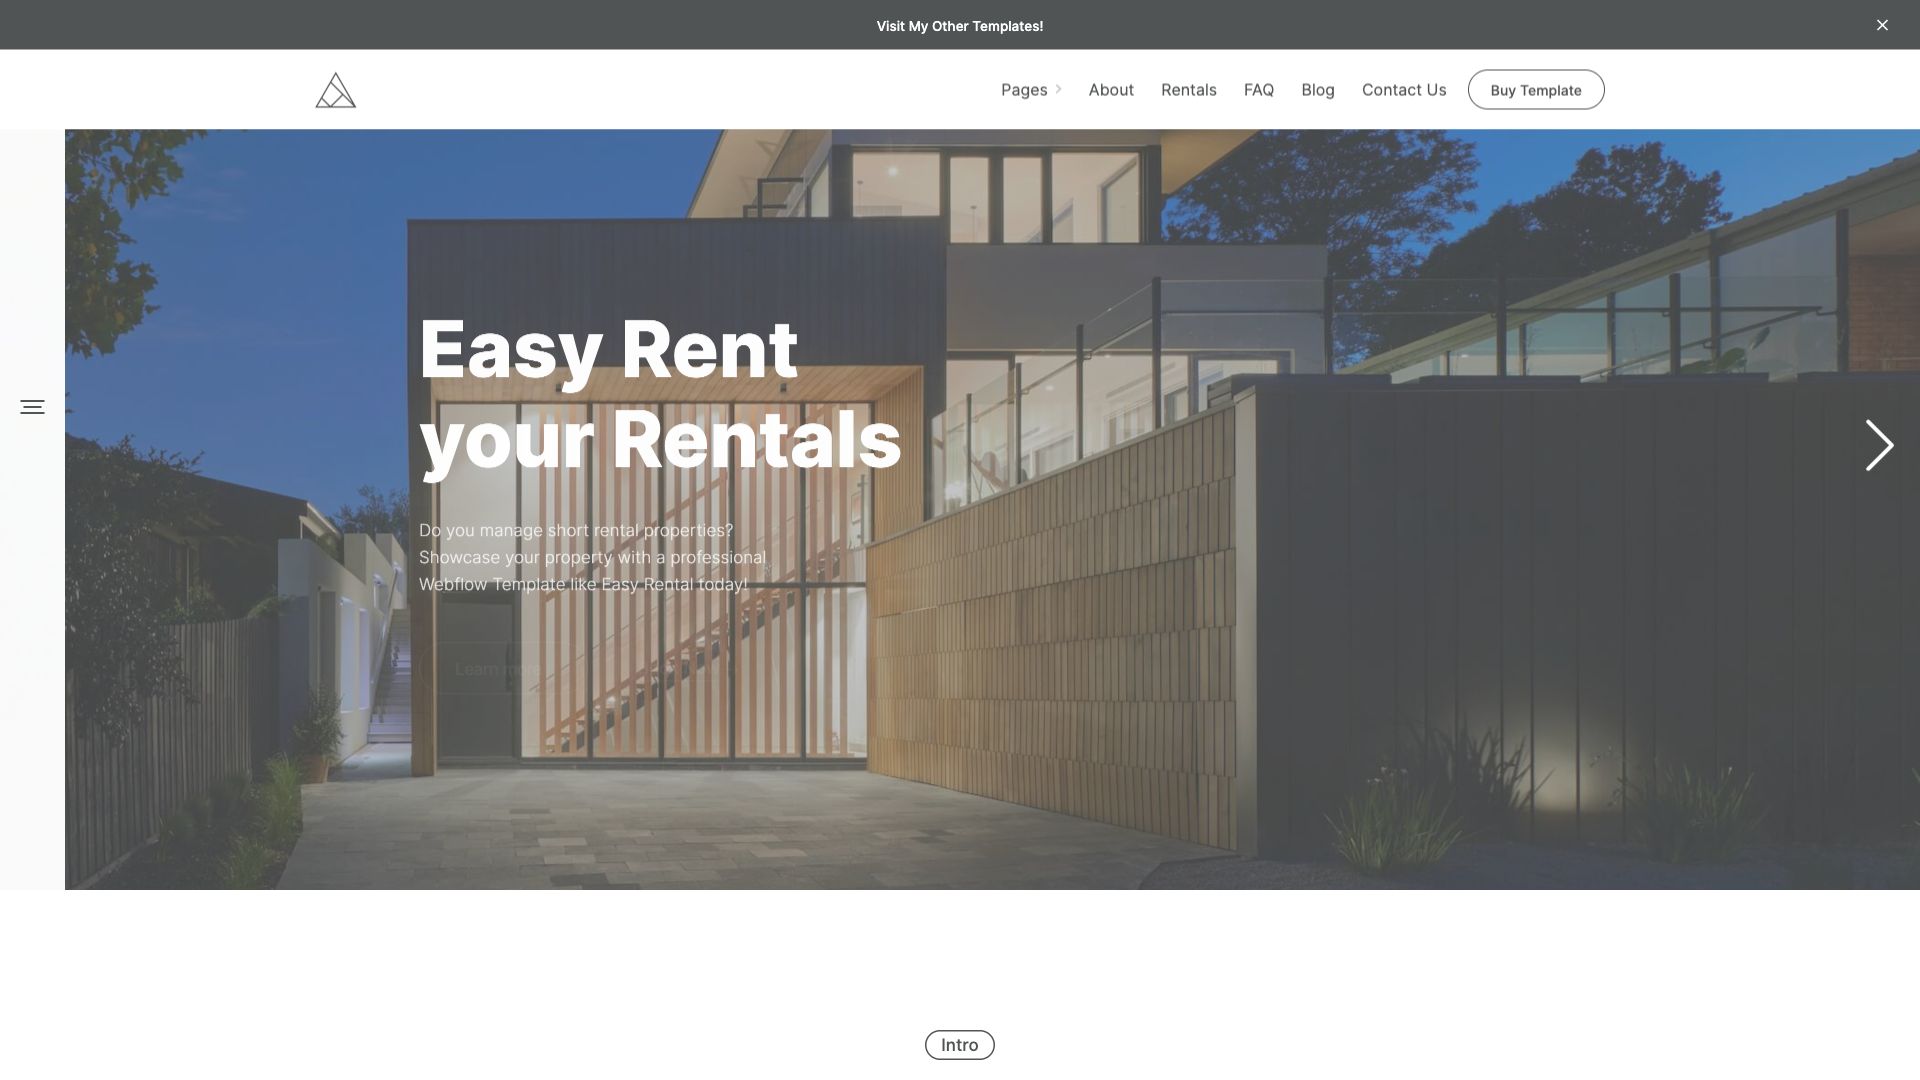 Visit My Other Templates!
Pages
About
Rentals
FAQ
Blog
Contact Us
Buy Template
Easy Rent
your Rentals
Do you manage short rental properties?
Showcase your property with a professional
Webflow Template like Easy Rental today!
Learn more
Intro